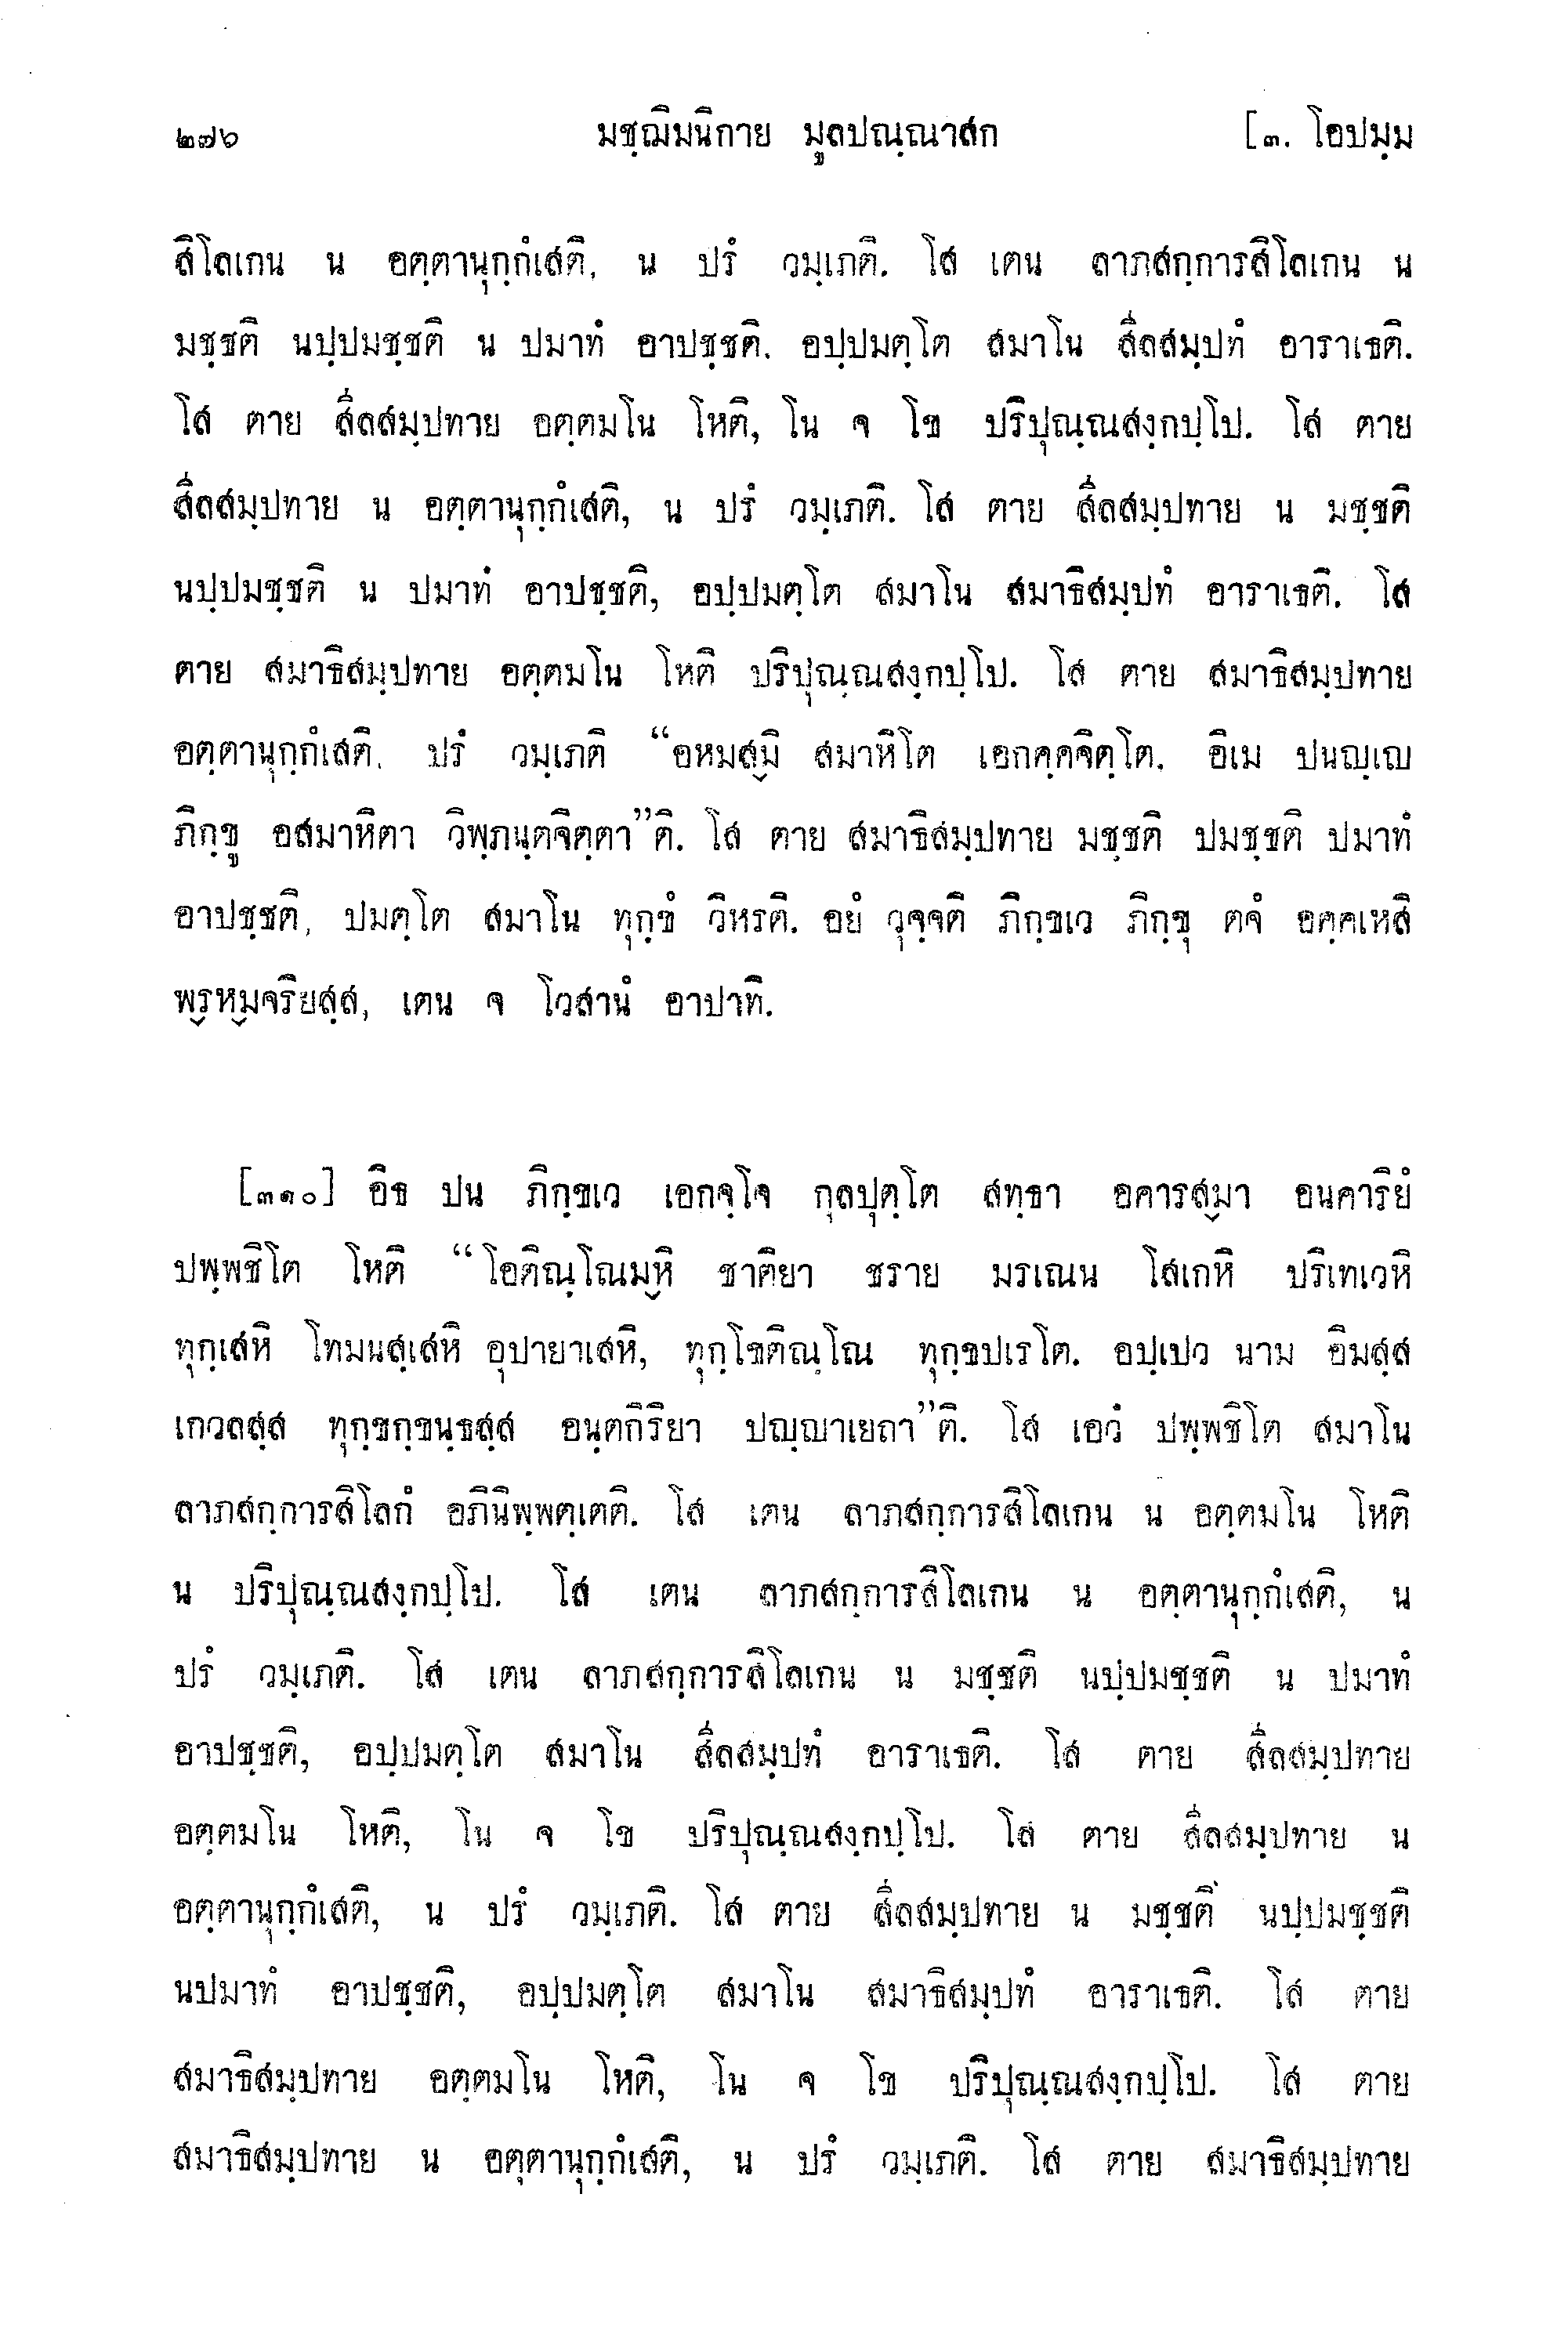 ๒๗๖ มชฺฌิมนิกาย มูลปณฺณาสก [๓. โอปมฺม
สิโลเกน น อตฺตานุกฺกํเสติ, น ปรํ วมฺเภติ. โส เตน ลาภสกฺการสิโลเกน น
มชฺชติ นปฺปมชฺชติ น ปมาทํ อาปชฺชติ. อปฺปมตฺโต สมาโน สีลสมฺปทํ อาราเธติ.
โส ตาย สีลสมฺปทาย อตฺตมโน โหติ, โน จ โข ปริปุณฺณสงฺกปฺโป. โส ตาย
สีลสมฺปทาย น อตฺตานุกฺกํเสติ, น ปรํ วมฺเภติ. โส ตาย สีลสมฺปทาย น มชฺชติ
นปฺปมชฺชติ น ปมาทํ อาปชฺชติ, อปฺปมตฺโต สมาโน สมาธิสมฺปทํ อาราเธติ. โส
ตาย สมาธิสมฺปทาย อตฺตมโน โหติ ปริปุณฺณสงฺกปฺโป. โส ตาย สมาธิสมฺปทาย
อตฺตานุกฺกํเสติ, ปรํ วมฺเภติ “อหมสฺมิ สมาหิโต เอกคฺคจิตฺโต, อิเม ปนญฺเญ
ภิกฺขู อสมาหิตา วิพฺภนฺตจิตฺตา”ติ. โส ตาย สมาธิสมฺปทาย มชฺชติ ปมชฺชติ ปมาทํ
อาปชฺชติ, ปมตฺโต สมาโน ทุกฺขํ วิหรติ. อยํ วุจฺจติ ภิกฺขเว ภิกฺขุ ตจํ อคฺคเหสิ
พฺรหฺมจริยสฺส, เตน จ โวสานํ อาปาทิ.
[๓๑๐] อิธ ปน ภิกฺขเว เอกจฺโจ กุลปุตฺโต สทฺธา อคารสฺมา อนคาริยํ
ปพฺพชิโต โหติ “โอติณฺโณมฺหิ ชาติยา ชราย มรเณน โสเกหิ ปริเทเวหิ
ทุกฺเสหิ โทมนสฺเสหิ อุปายาเสหิ, ทุกฺโขติณฺโณ ทุกฺขปเรโต. อปฺเปว นาม อิมสฺส
เกวลสฺส ทุกฺขกฺขนฺธสฺส อนฺตกิริยา ปญฺญาเยถา”ติ. โส เอวํ ปพฺพชิโต สมาโน
ลาภสกฺการสิโลกํ อภินิพฺพตฺเตติ. โส เตน ลาภสกฺการสิโลเกน น อตฺตมโน โหติ
น ปริปุณฺณสงฺกปฺโป. โส เตน ลาภสกฺการสิโลเกน น อตฺตานุกฺกํเสติ, น
ปรํ วมฺเภติ. โส เตน ลาภสกฺการสิโลเกน น มชฺชติ นปฺปมชฺชติ น ปมาทํ
อาปชฺชติ, อปฺปมตฺโต สมาโน สีลสมฺปทํ อาราเธติ. โส ตาย สีลสมฺปทาย
อตฺตมโน โหติ, โน จ โข ปริปุณฺณสงฺกปฺโป. โส ตาย สีลสมฺปทาย น
อตฺตานุกฺกํเสติ, น ปรํ วมฺเภติ. โส ตาย สีลสมฺปทาย น มชฺชติ นปฺปมชฺชติ
นปมาทํ อาปชฺชติ, อปฺปมตฺโต สมาโน สมาธิสมฺปทํ อาราเธติ. โส ตาย
สมาธิสมฺปทาย อตฺตมโน โหติ, โน จ โข ปริปุณฺณสงฺกปฺโป. โส ตาย
สมาธิสมฺปทาย น อตฺตานุกฺกํเสติ, น ปรํ วมฺเภติ. โส ตาย สมาธิสมฺปทาย